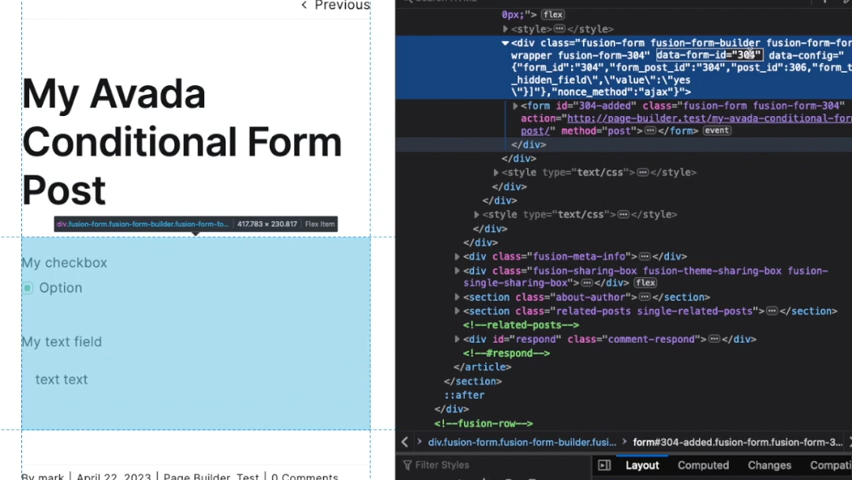 Previous
My Avada
Conditional Form
Post
div.fusion-form.fusion-form-builder.fusion-form-fo... 417.783 × 230.817 Flex Item
My checkbox
Option
My text field
text text
By mark | April 22, 2023 | Page Builder, Test | 0 Comments
0px;"> flex
<style> </style>
<div class="fusion-form fusion-form-builder fusion-form-for
wrapper fusion-form-304" data-form-id="304" data-config="
{"form_id":"304","form_post_id":"304","post_id":306,"form_t
_hidden_field\",\"value\":\"yes
\"}]"},"nonce_method":"ajax"}">
<form id="304-added" class="fusion-form fusion-form-304"
action="http://page-builder.test/my-avada-conditional-form
post/" method="post"> </form> event
</div>
</div>
<style type="text/css"> </style>
</div>
</div>
<style type="text/css"> </style>
</div>
</div>
<div class="fusion-meta-info"> </div>
<div class="fusion-sharing-box fusion-theme-sharing-box fusion-
single-sharing-box"> </div> flex
<section class="about-author"> </section>
<section class="related-posts single-related-posts"> </section>
<!--related-posts-->
<div id="respond" class="comment-respond"> </div>
<!--#respond-->
</article>
</section>
::after
</div>
<!--fusion-row-->
div.fusion-form.fusion-form-builder.fusi... form#304-added.fusion-form.fusion-form-3...
Filter Styles Layout Computed Changes Compatibi